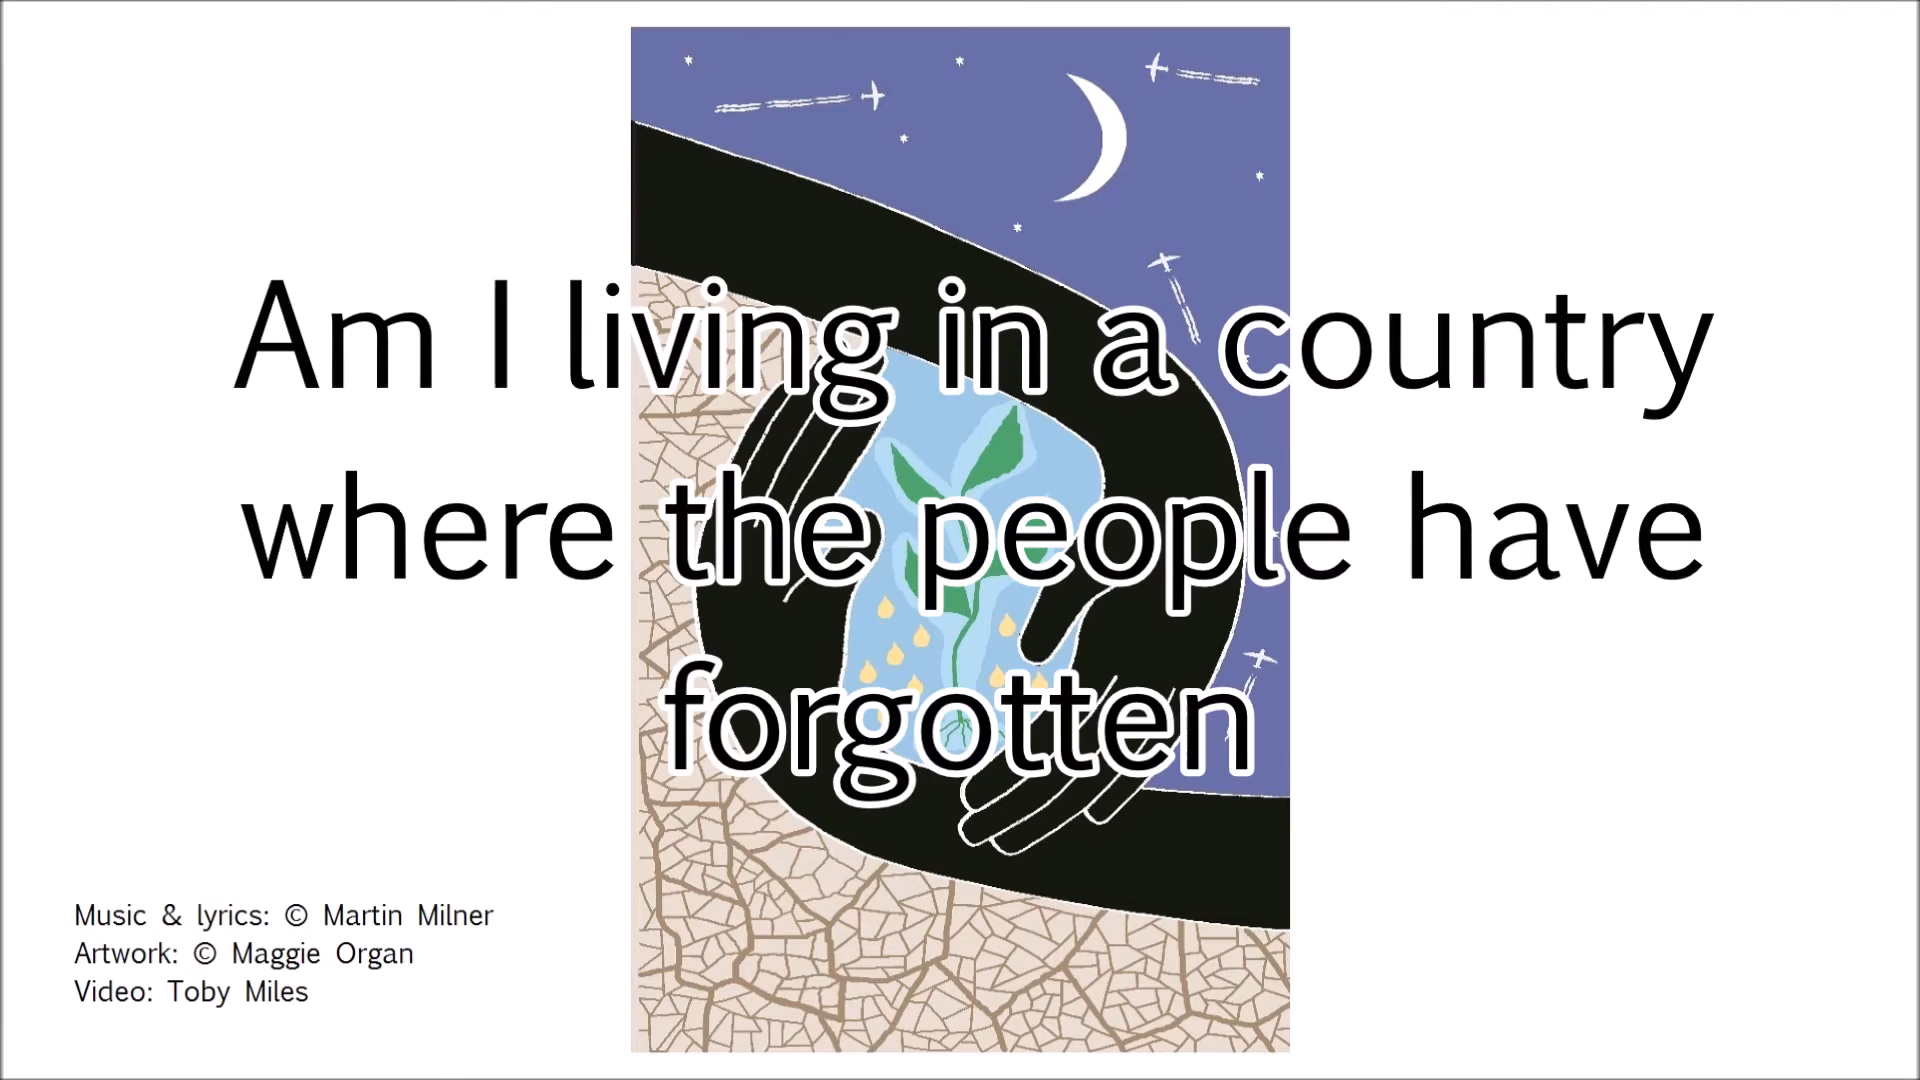 Am I living in a country
where the people have
forgotten
Music & lyrics: © Martin Milner
Artwork: © Maggie Organ
Video: Toby Miles